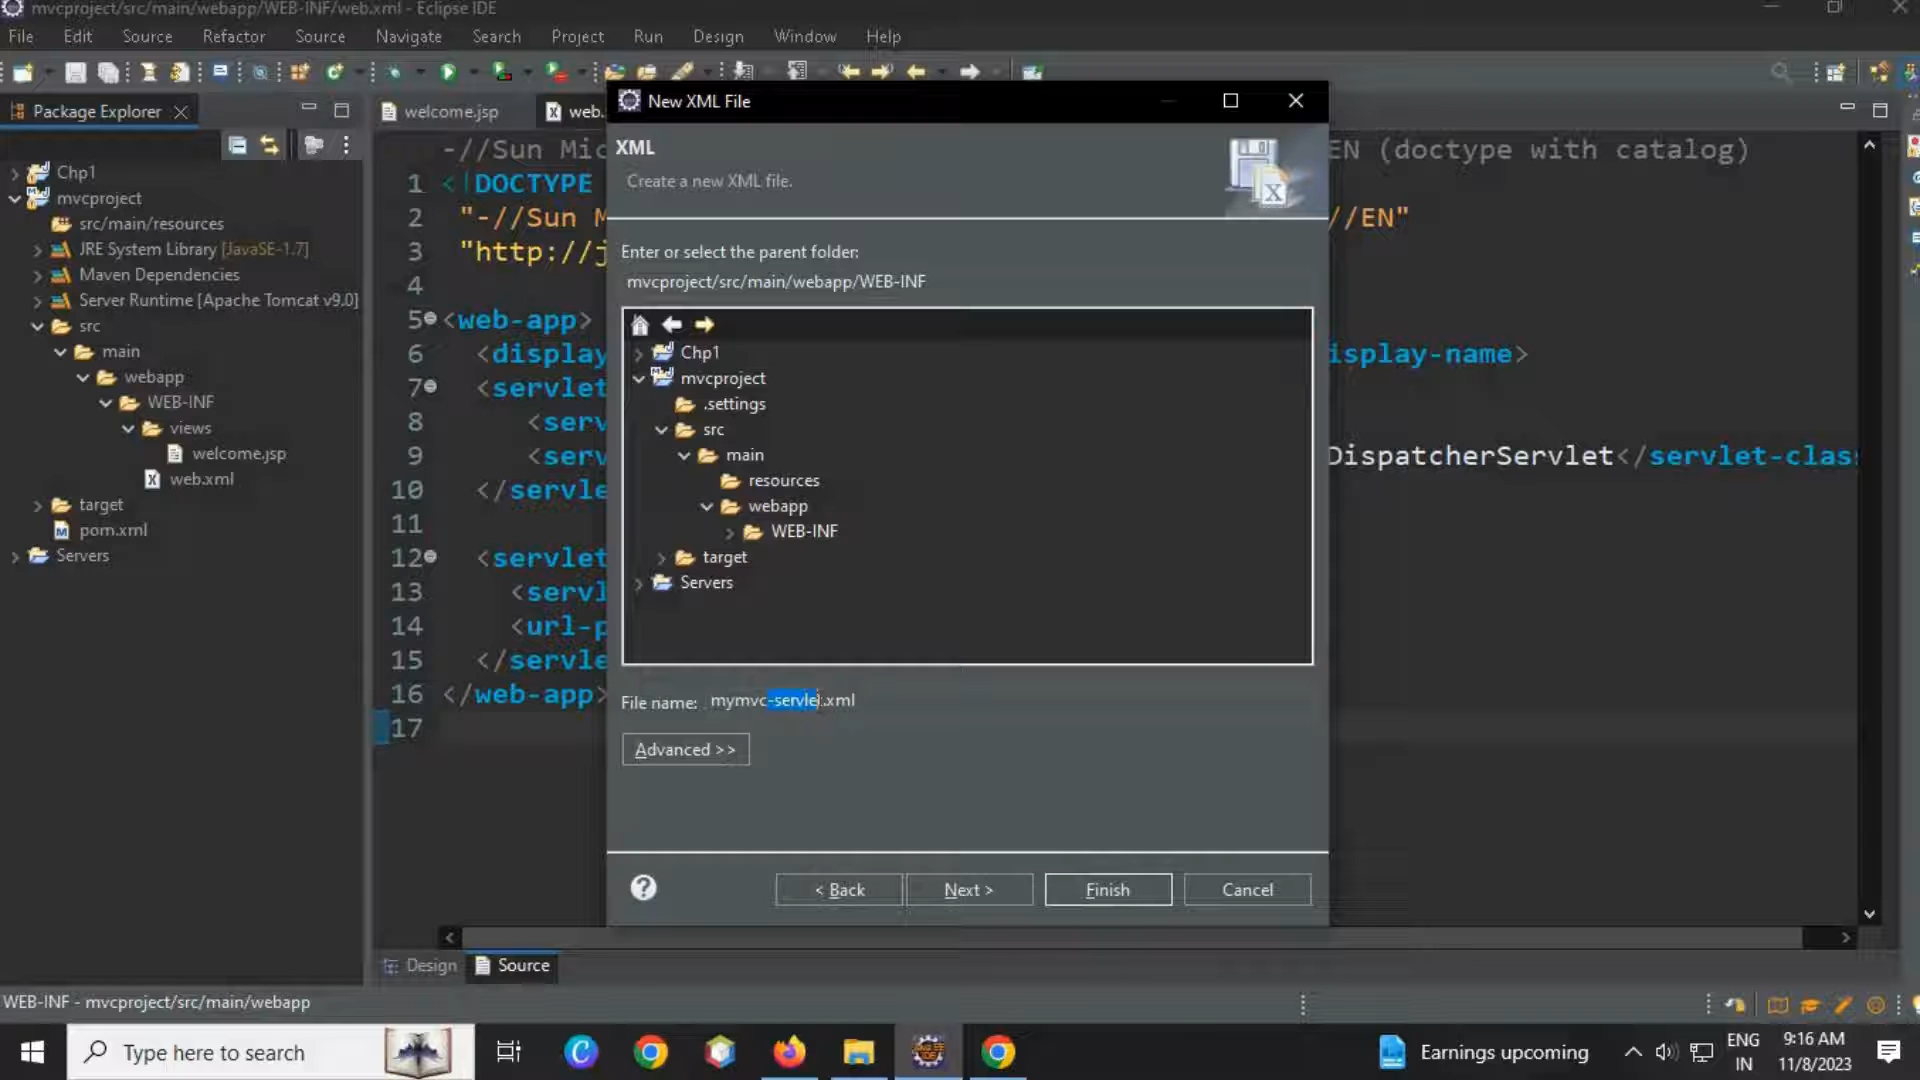 mvcproject/src/main/webapp/WEB-INF/web.xml - Eclipse IDE
File Edit Source Refactor Source Navigate Search Project Run Design Window Help
Package Explorer
welcome.jsp
web.
Chp1
mvcproject
src/main/resources
JRE System Library [JavaSE-1.7]
Maven Dependencies
Server Runtime [Apache Tomcat v9.0]
src
main
webapp
WEB-INF
views
welcome.jsp
web.xml
target
pom.xml
Servers
-//Sun Mic EN (doctype with catalog)
1 <!DOCTYPE
2 "-//Sun M //EN"
3 "http://j
4
5 <web-app>
6 <display isplay-name>
7 <servlet
8 <serv
9 <serv DispatcherServlet</servlet-clas
10 </servle
11
12 <servlet
13 <servl
14 <url-p
15 </servle
16 </web-app>
17
New XML File
XML
Create a new XML file.
Enter or select the parent folder:
mvcproject/src/main/webapp/WEB-INF
Chp1
mvcproject
.settings
src
main
resources
webapp
WEB-INF
target
Servers
File name: mymvc-servlet.xml
Advanced >>
? < Back Next > Finish Cancel
Design Source
WEB-INF - mvcproject/src/main/webapp
Type here to search
Earnings upcoming
ENG
IN
9:16 AM
11/8/2023